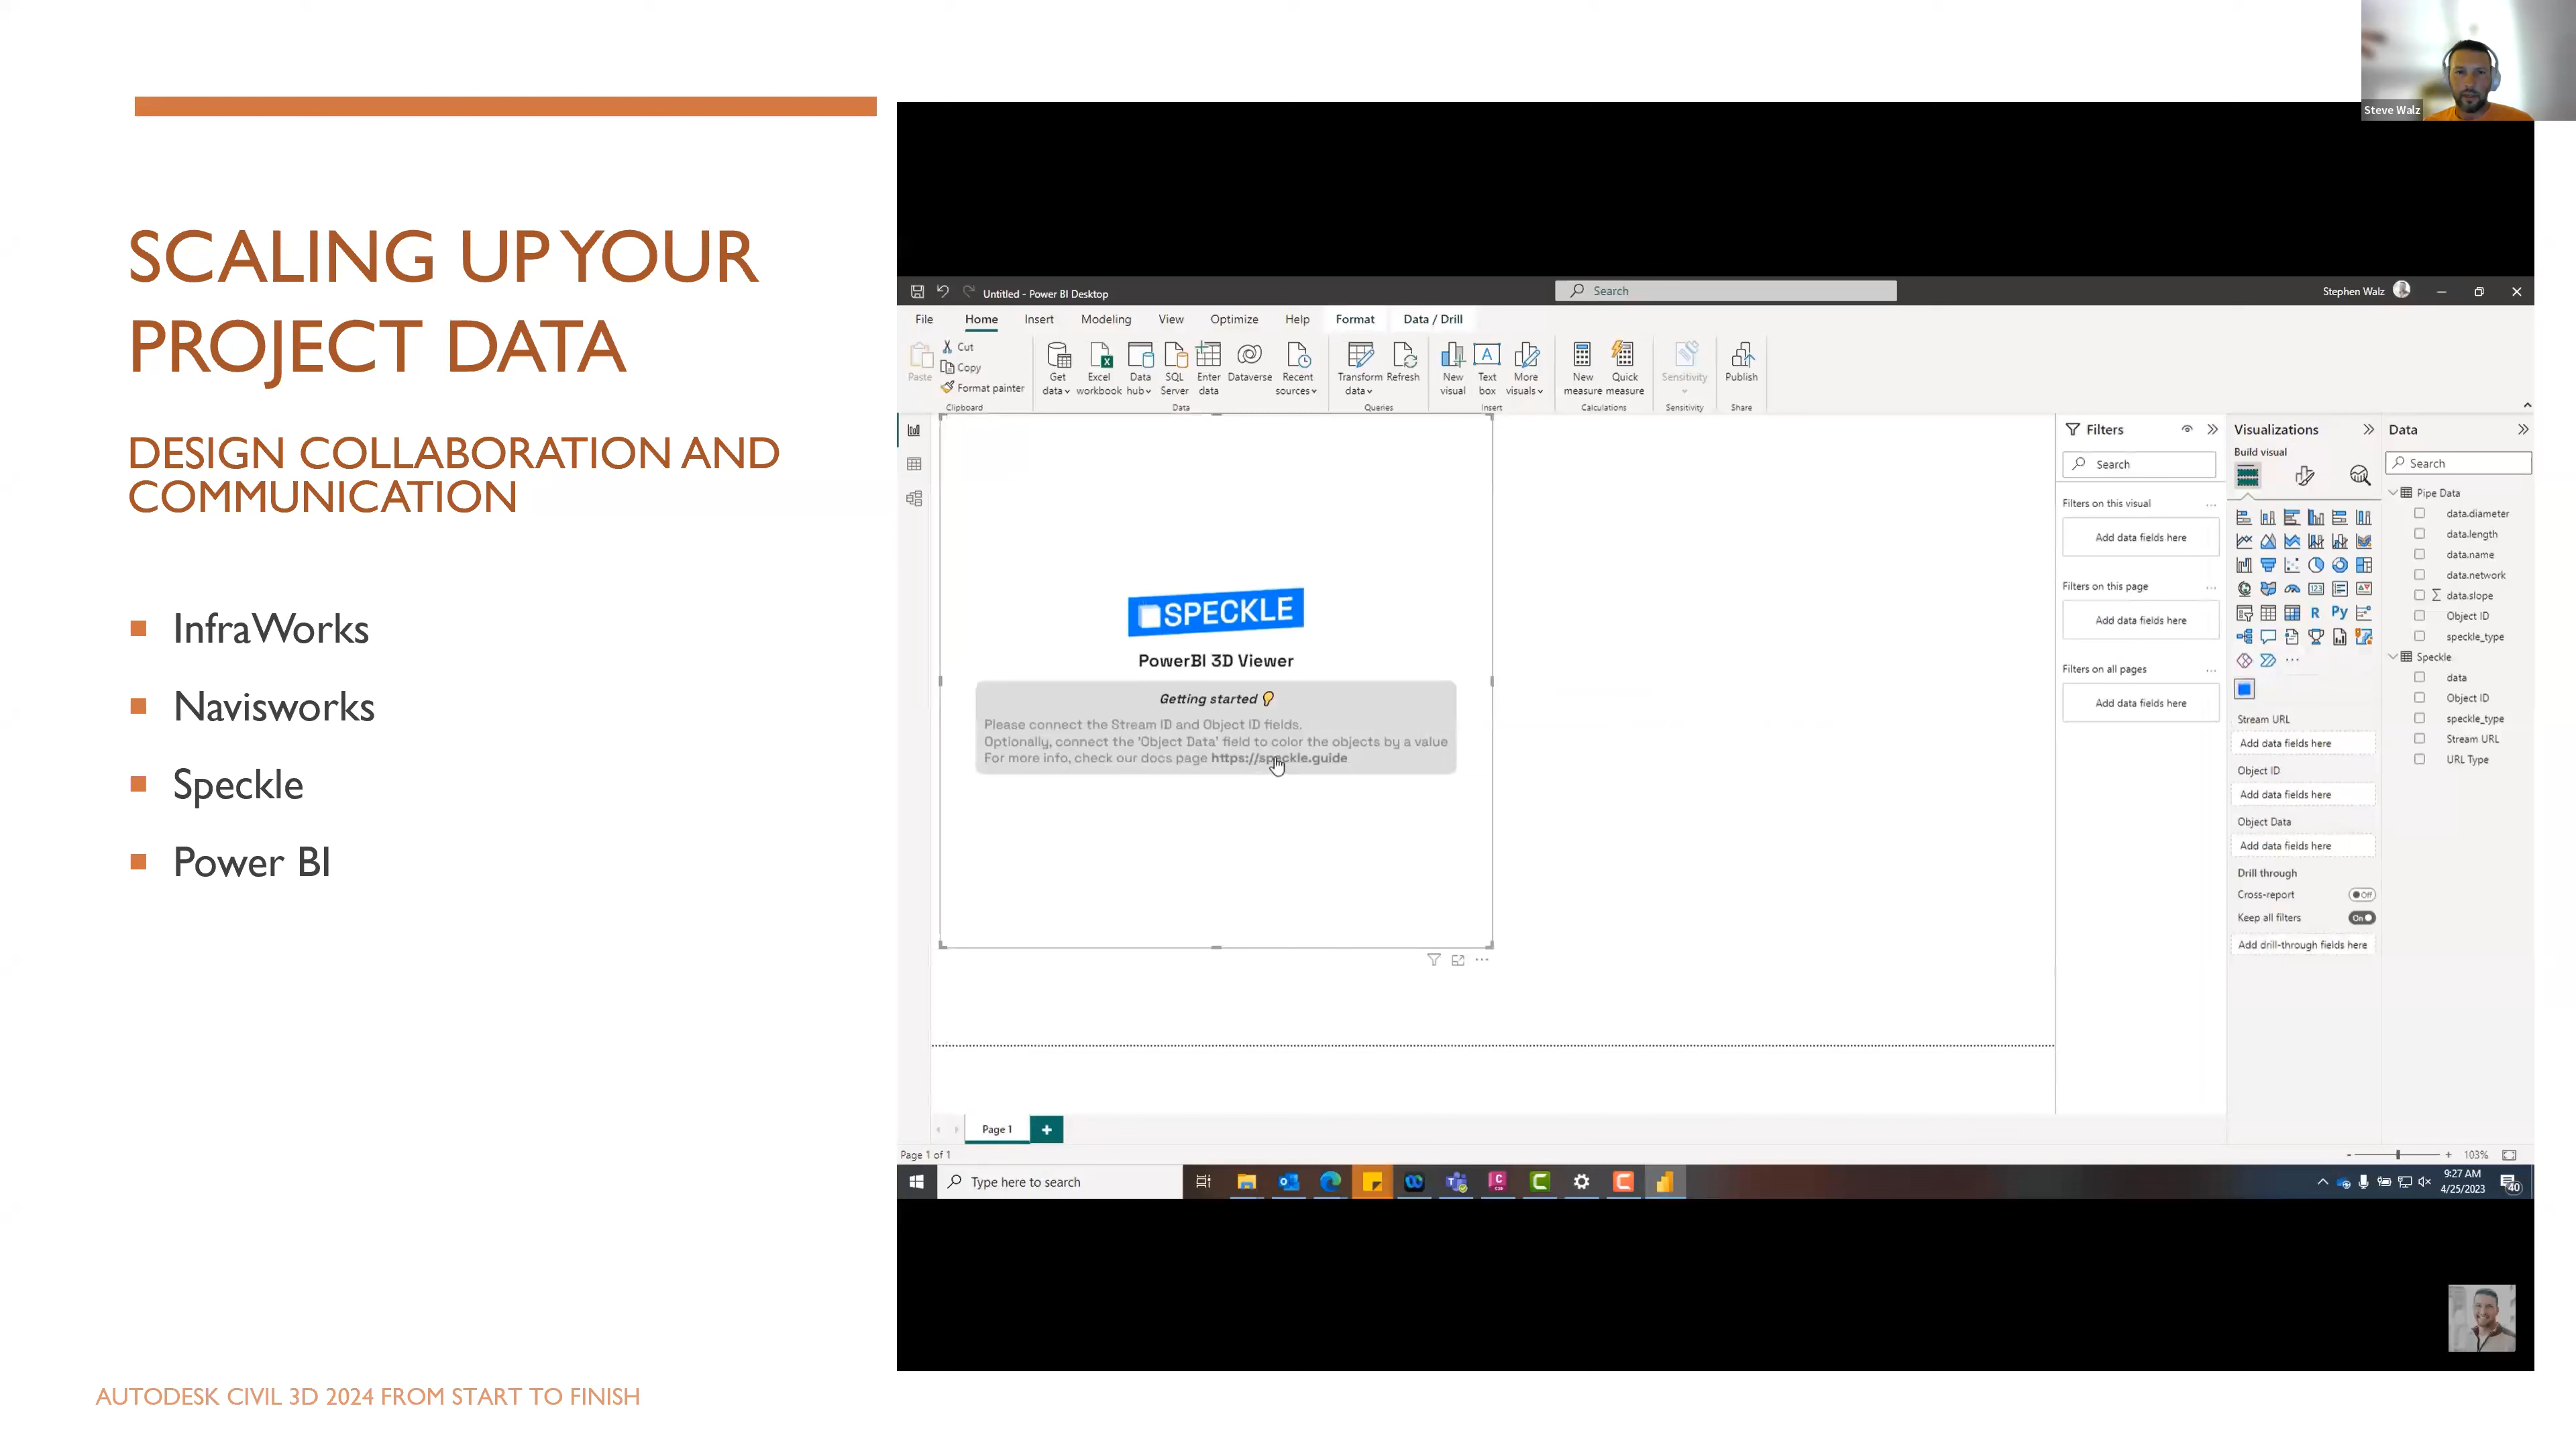 Steve Walz
SCALING UP YOUR
PROJECT DATA
DESIGN COLLABORATION AND
COMMUNICATION
InfraWorks
Navisworks
Speckle
Power BI
AUTODESK CIVIL 3D 2024 FROM START TO FINISH
Untitled - Power BI Desktop
Search
Stephen Walz
File Home Insert Modeling View Optimize Help Format Data / Drill
Paste
Cut
Copy
Format painter
Clipboard
Get data
Excel workbook
Data hub
SQL Server
Enter data
Dataverse
Recent sources
Data
Transform data
Refresh
Queries
New visual
Text box
More visuals
Insert
New measure
Quick measure
Calculations
Sensitivity
Sensitivity
Publish
Share
SPECKLE
PowerBI 3D Viewer
Getting started
Please connect the Stream ID and Object ID fields.
Optionally, connect the 'Object Data' field to color the objects by a value
For more info, check our docs page https://speckle.guide
Filters
Search
Filters on this visual
Add data fields here
Filters on this page
Add data fields here
Filters on all pages
Add data fields here
Visualizations
Build visual
R
Py
123
Stream URL
Add data fields here
Object ID
Add data fields here
Object Data
Add data fields here
Drill through
Cross-report
Off
Keep all filters
On
Add drill-through fields here
Data
Search
Pipe Data
data.diameter
data.length
data.name
data.network
data.slope
Object ID
speckle_type
Speckle
data
Object ID
speckle_type
Stream URL
URL Type
Page 1
Page 1 of 1
103%
Type here to search
9:27 AM
4/25/2023
40